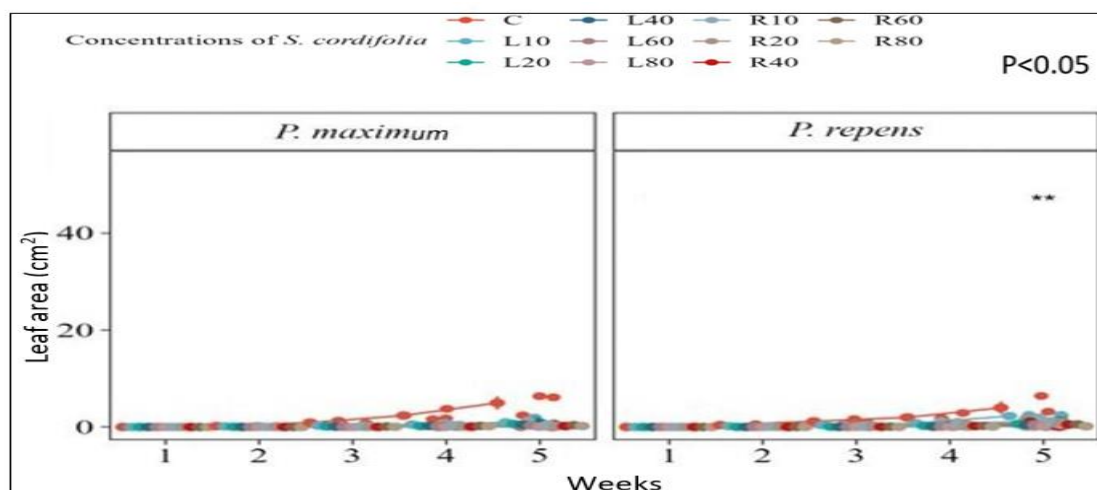 C L40 R10 R60
Concentrations of S. cordifolia L10 L60 R20 R80
L20 L80 R40
P<0.05
P. maximum P. repens
**
40
20
0
Leaf area (cm²)
1 2 3 4 5 1 2 3 4 5
Weeks